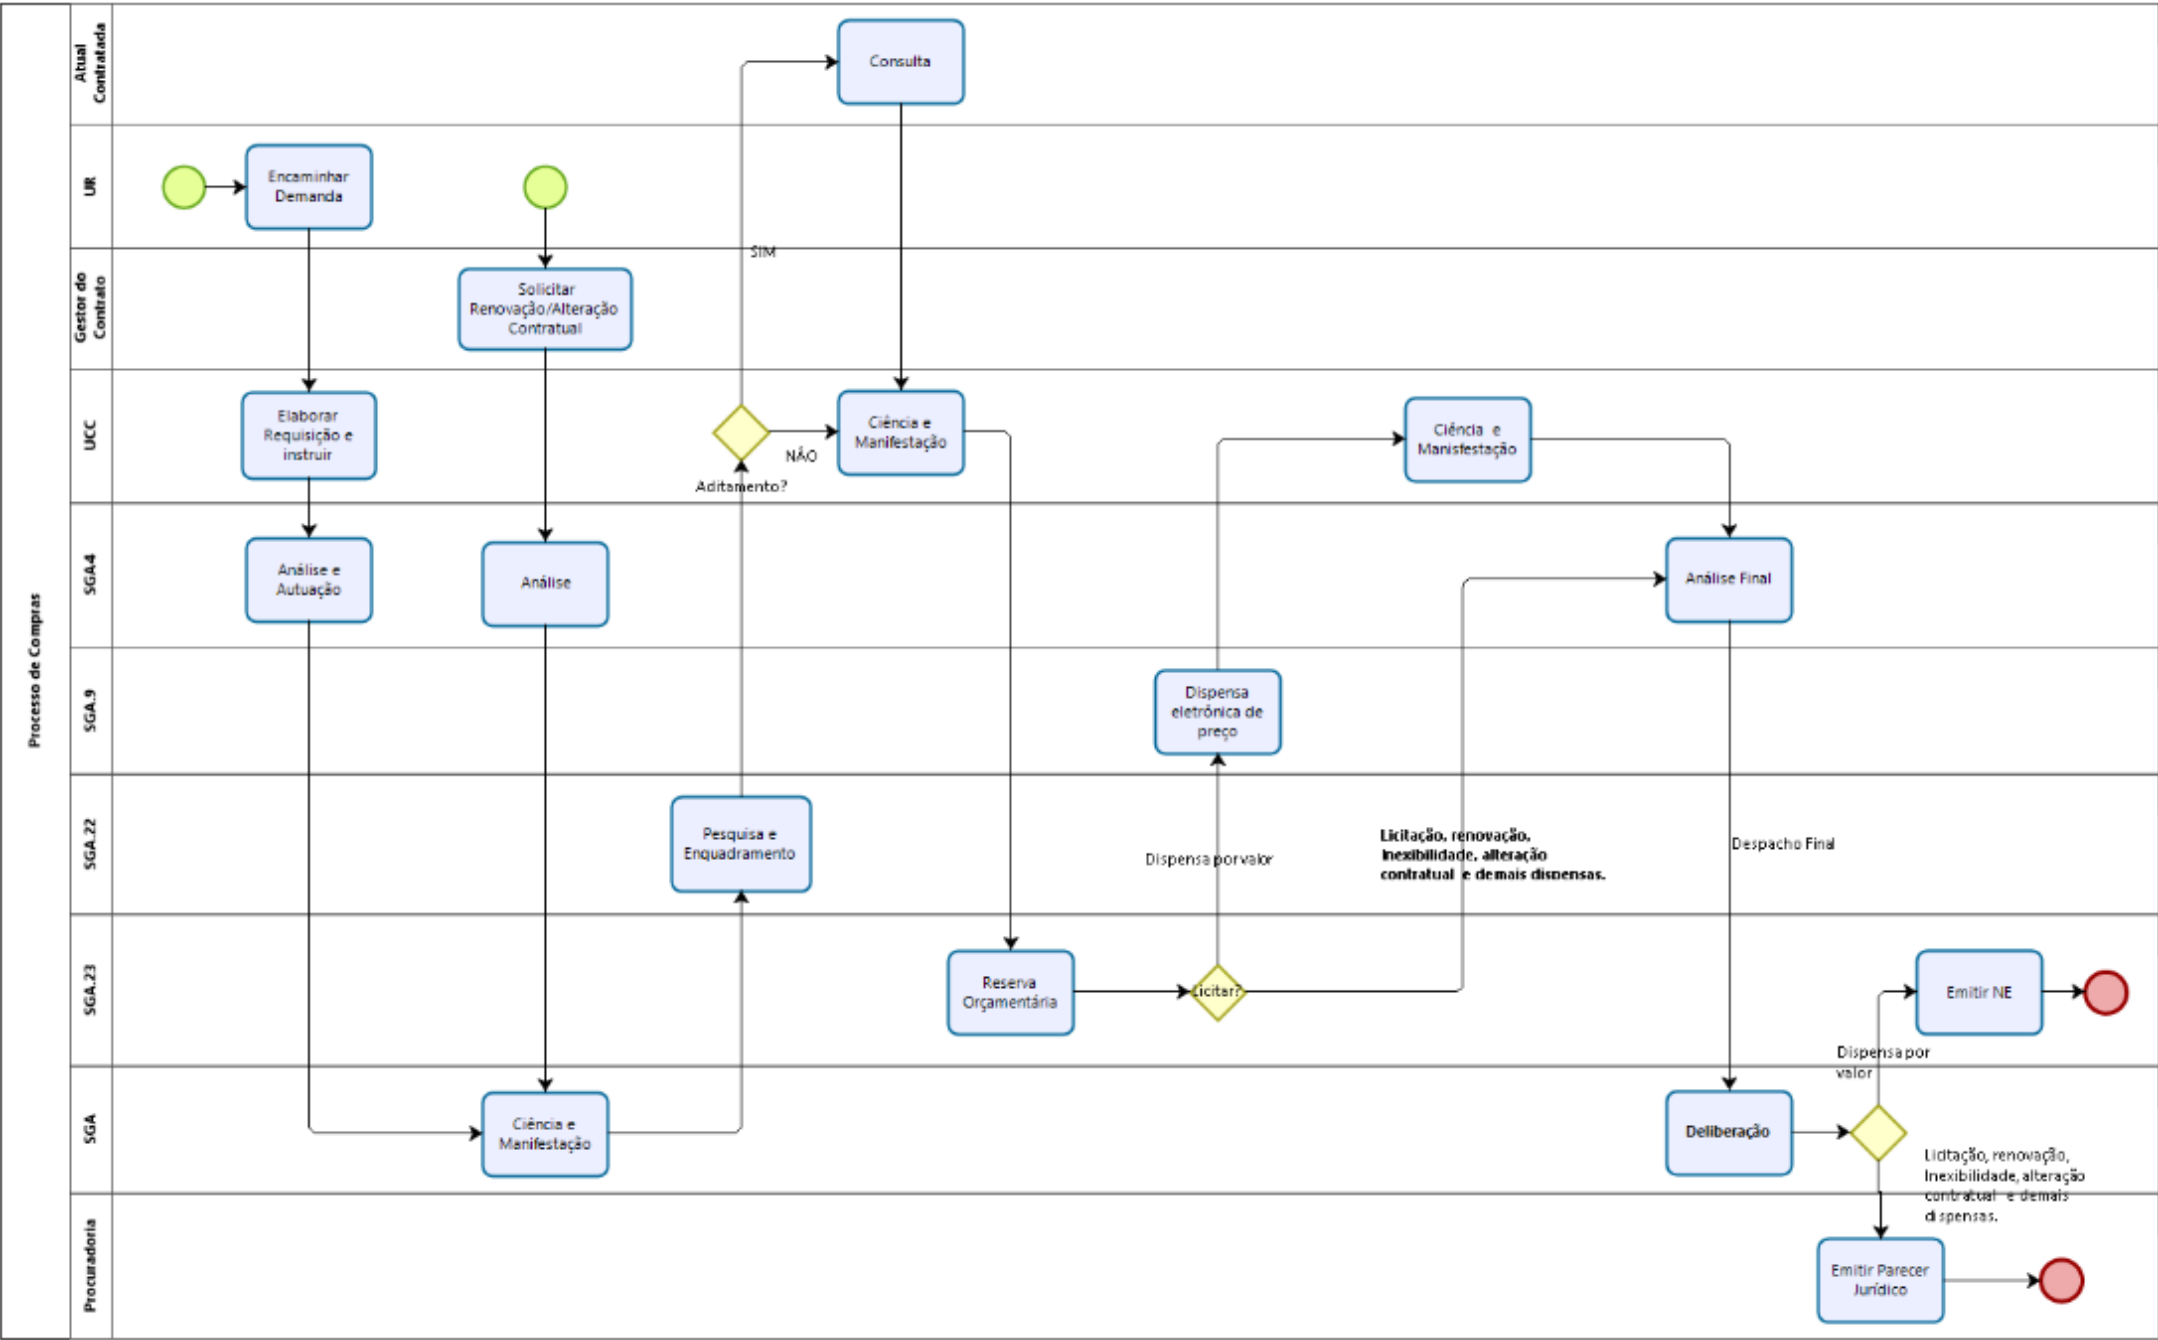 Processo de Compras
Atual
Contratada
Consulta
UR
Encaminhar
Demanda
SIM
Gestor do
Contrato
Solicitar
Renovação/Alteração
Contratual
UCC
Elaborar
Requisição e
instruir
Aditamento?
NÃO
Ciência e
Manifestação
Ciência e
Manisfestação
SGA.4
Análise e
Autuação
Análise
Análise Final
SGA.9
Dispensa
eletrônica de
preço
SGA.22
Pesquisa e
Enquadramento
Dispensa por valor
Licitação, renovação,
Inexibilidade, alteração
contratual e demais dispensas.
Despacho Final
SGA.23
Reserva
Orçamentária
Licitar?
Emitir NE
Dispensa por
valor
SGA
Ciência e
Manifestação
Deliberação
Licitação, renovação,
Inexibilidade, alteração
contratual e demais
dispensas.
Procuradoria
Emitir Parecer
Jurídico